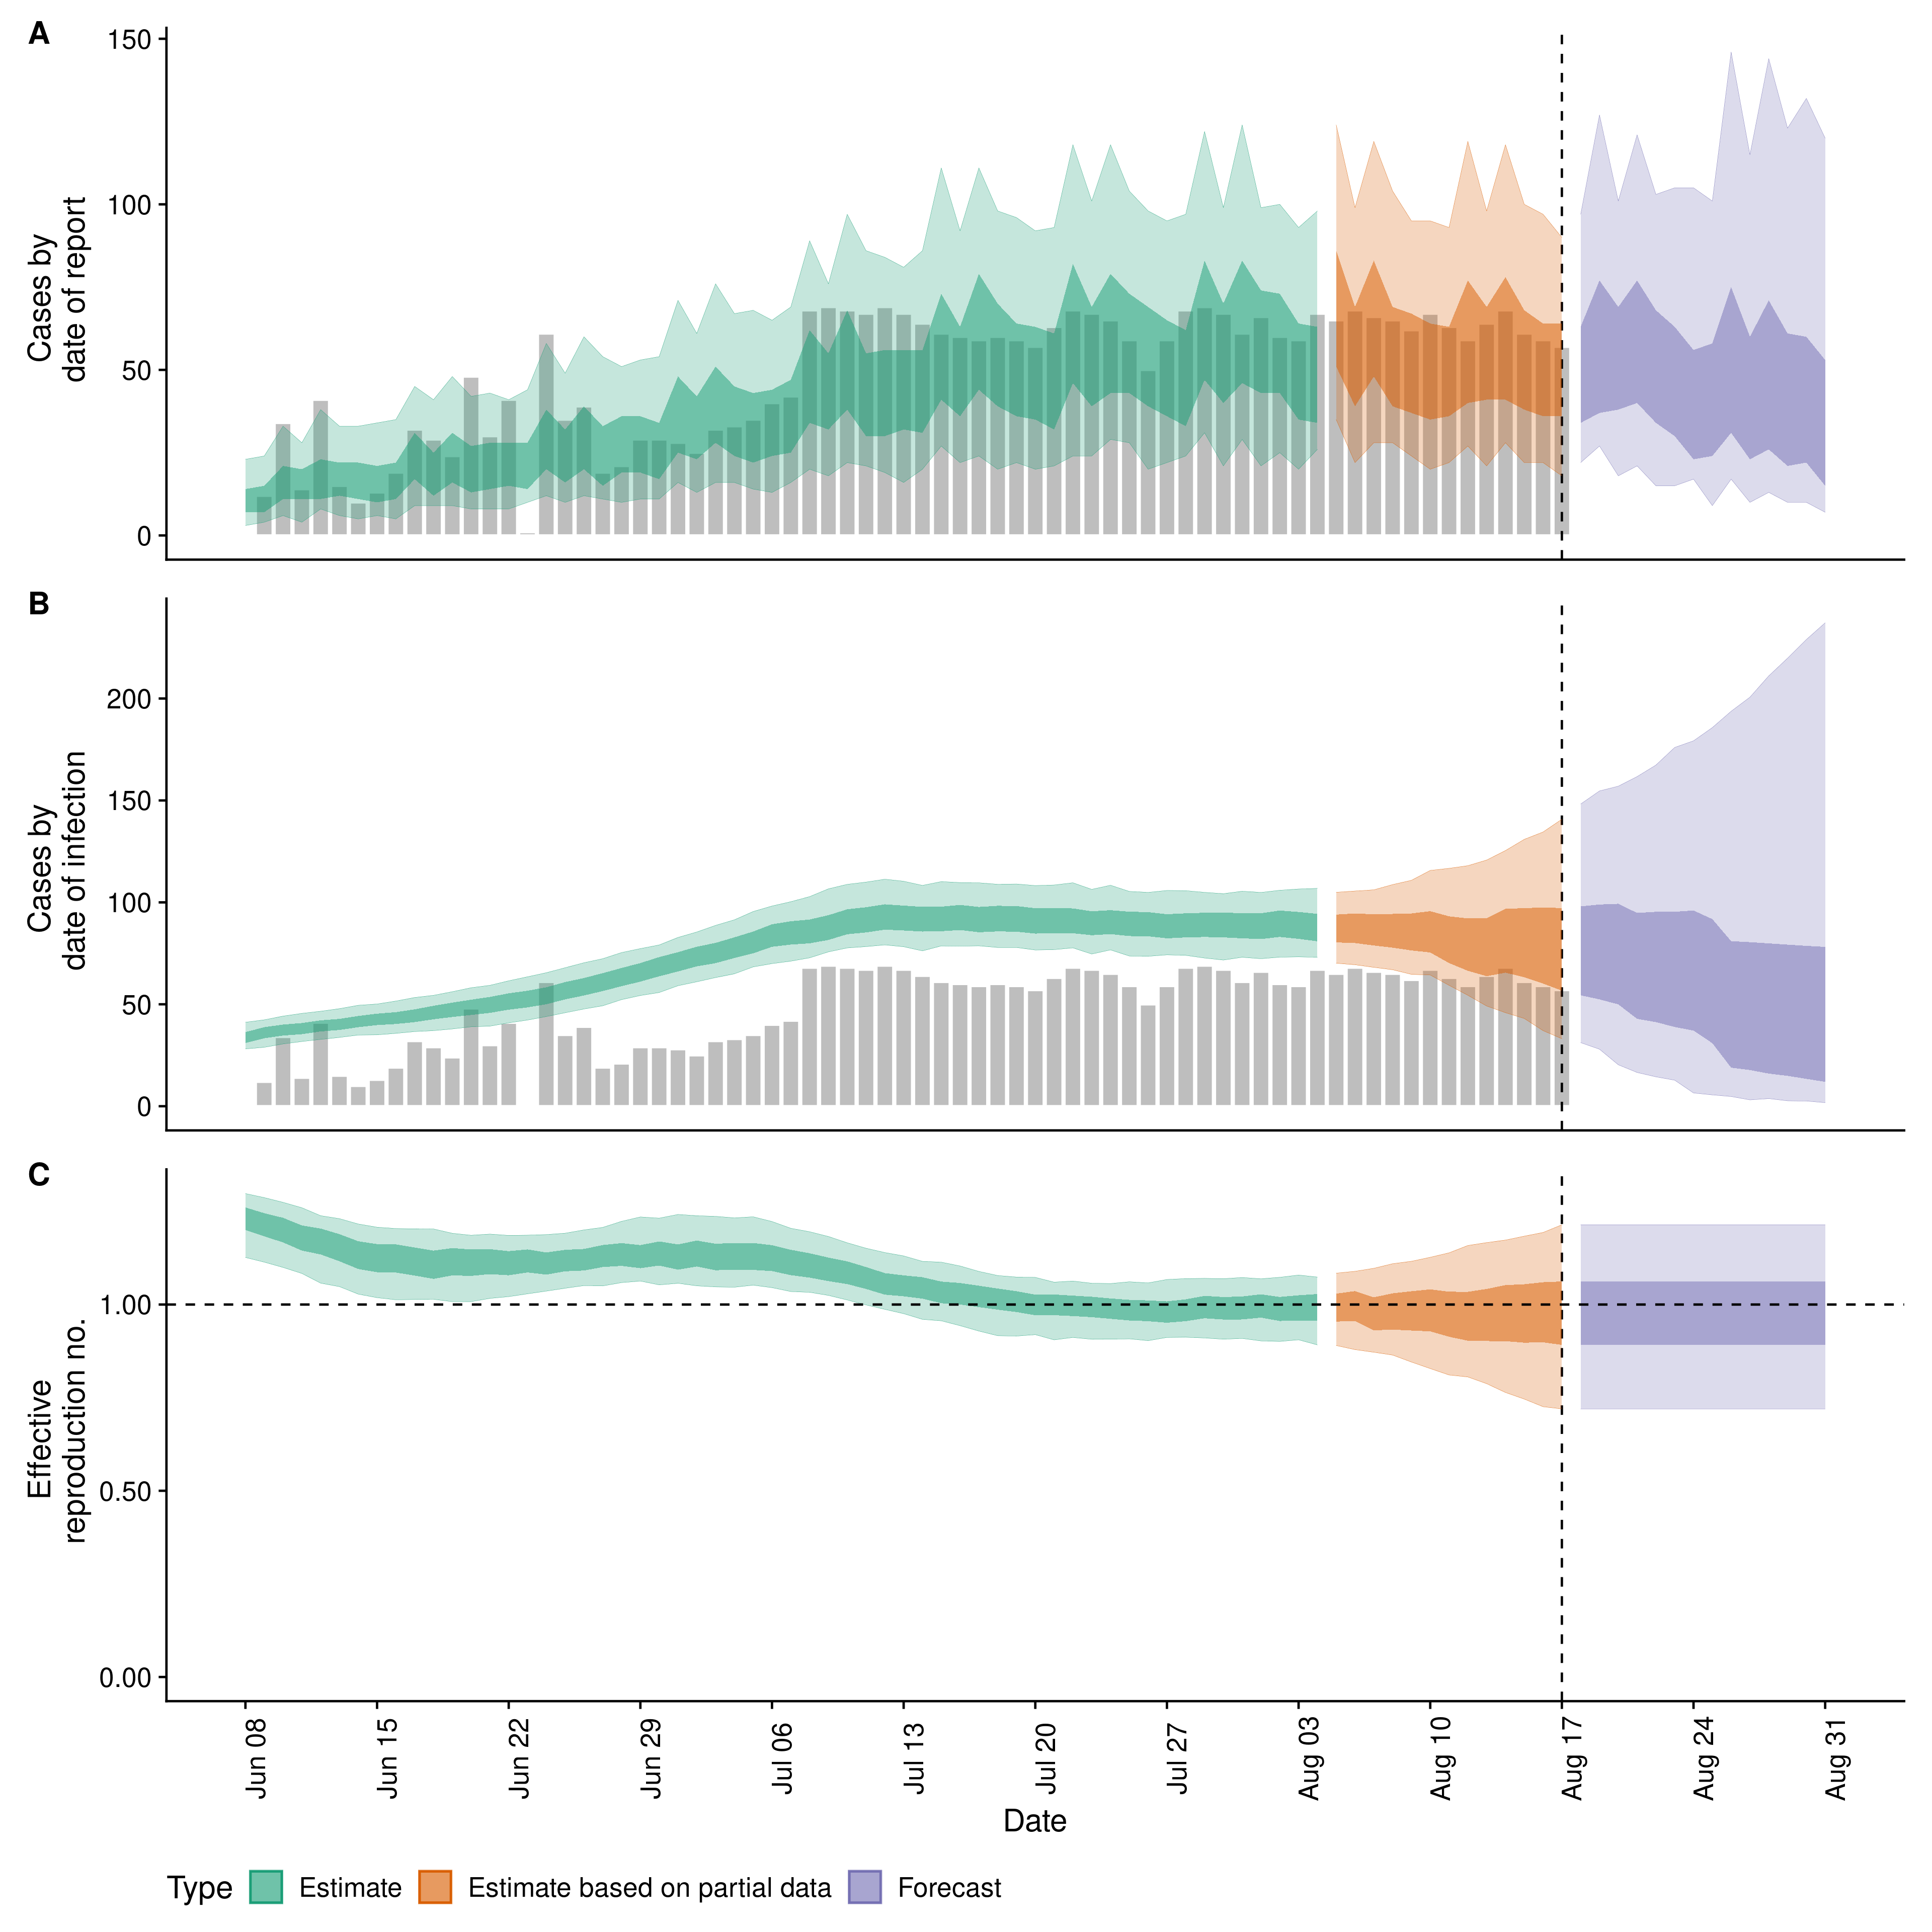 A
150
100
50
0
Cases by
date of report
B
200
150
100
50
0
Cases by
date of infection
C
1.00
0.50
0.00
Effective
reproduction no.
Jun 08
Jun 15
Jun 22
Jun 29
Jul 06
Jul 13
Jul 20
Jul 27
Aug 03
Aug 10
Aug 17
Aug 24
Aug 31
Date
Type Estimate Estimate based on partial data Forecast